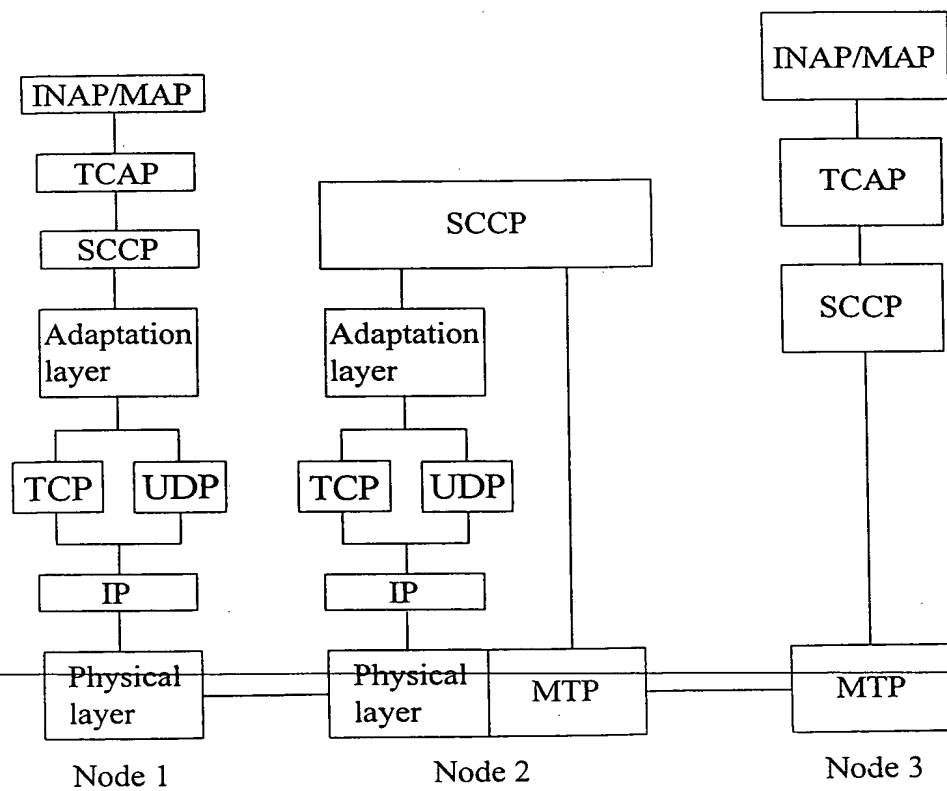 INAP/MAP
TCAP
SCCP
Adaptation
layer
TCP
UDP
IP
Physical
layer
Node 1
SCCP
Adaptation
layer
TCP
UDP
IP
Physical
layer
MTP
Node 2
INAP/MAP
TCAP
SCCP
MTP
Node 3